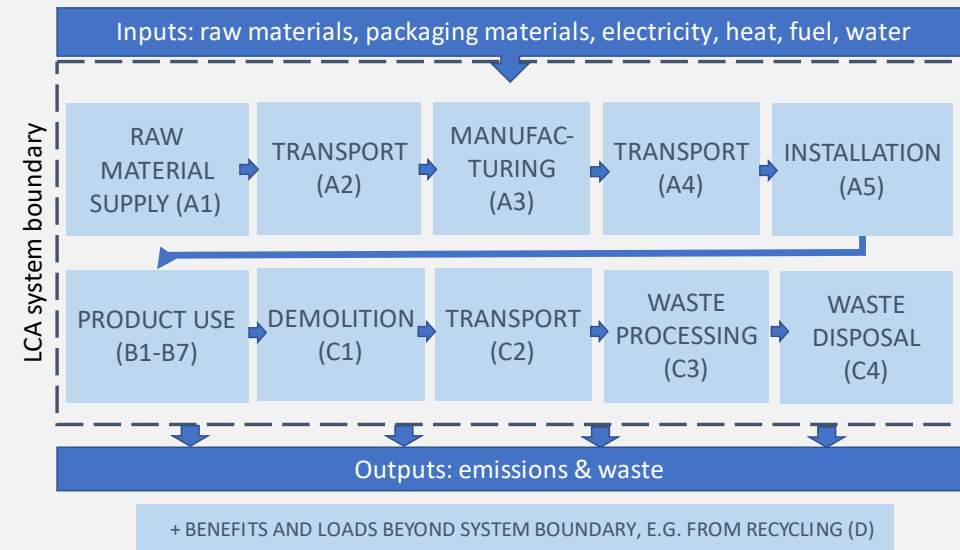 Inputs: raw materials, packaging materials, electricity, heat, fuel, water
LCA system boundary
RAW
MATERIAL
SUPPLY (A1)
TRANSPORT
(A2)
MANUFAC-
TURING
(A3)
TRANSPORT
(A4)
INSTALLATION
(A5)
PRODUCT USE
(B1-B7)
DEMOLITION
(C1)
TRANSPORT
(C2)
WASTE
PROCESSING
(C3)
WASTE
DISPOSAL
(C4)
Outputs: emissions & waste
+ BENEFITS AND LOADS BEYOND SYSTEM BOUNDARY, E.G. FROM RECYCLING (D)